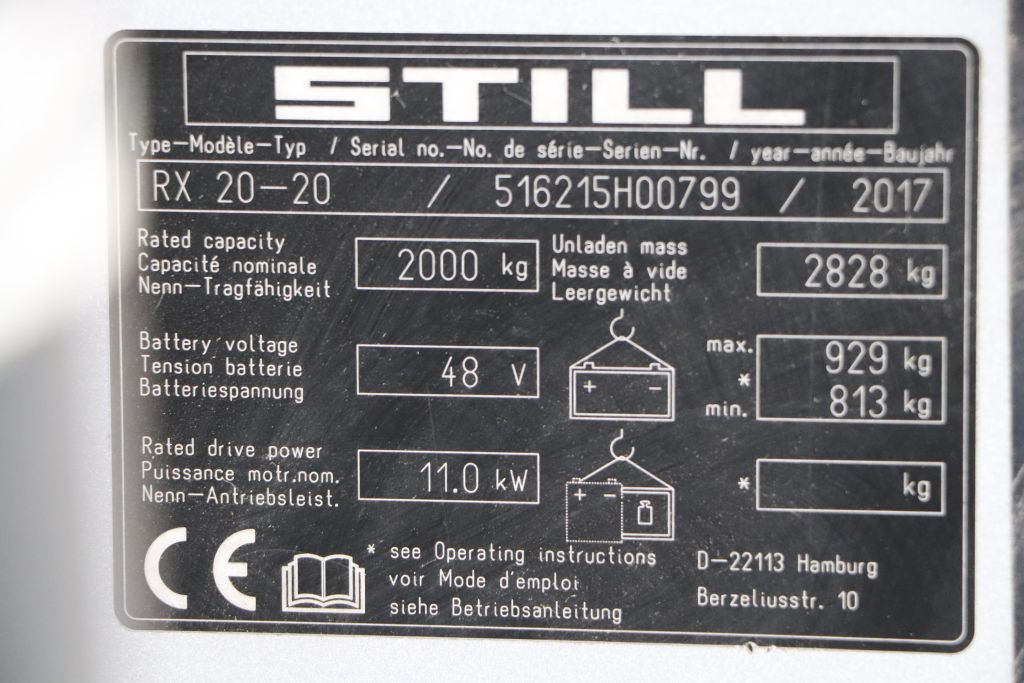 STILL
Type-Modèle-Typ / Serial no.-No. de série-Serien-Nr. / year-année-Baujahr
RX 20-20 / 516215H00799 / 2017
Rated capacity
Capacité nominale
Nenn-Tragfähigkeit
2000 kg
Unladen mass
Masse à vide
Leergewicht
2828 kg
Battery voltage
Tension batterie
Batteriespannung
48 V
+ -
max. 929 kg
*
min. 813 kg
Rated drive power
Puissance motr.nom.
Nenn-Antriebsleist.
11.0 kW
+ -
* kg
CE
* see Operating instructions
voir Mode d'emploi
siehe Betriebsanleitung
D-22113 Hamburg
Berzeliusstr. 10